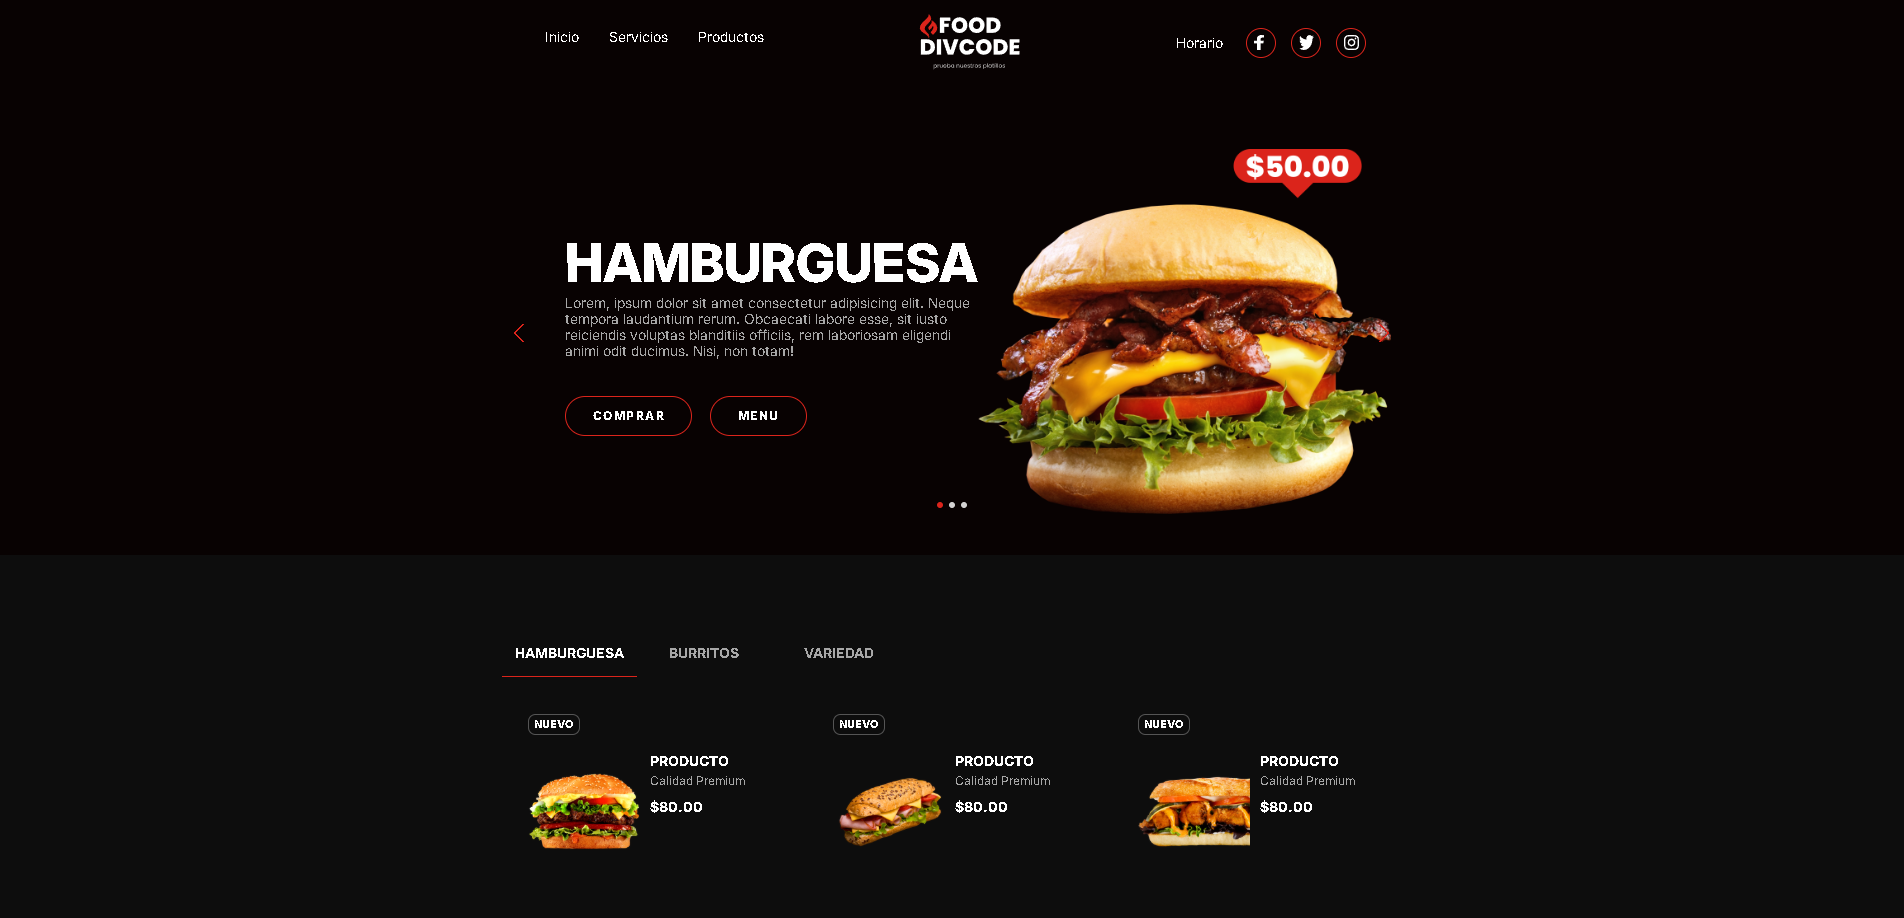 Inicio
Servicios
Productos
FOOD
DIVCODE
prueba nuestros platillos
Horario
$50.00
HAMBURGUESA
Lorem, ipsum dolor sit amet consectetur adipisicing elit. Neque
tempora laudantium rerum. Obcaecati labore esse, sit iusto
reiciendis voluptas blanditiis officiis, rem laboriosam eligendi
animi odit ducimus. Nisi, non totam!
COMPRAR
MENU
HAMBURGUESA
BURRITOS
VARIEDAD
NUEVO
PRODUCTO
Calidad Premium
$80.00
NUEVO
PRODUCTO
Calidad Premium
$80.00
NUEVO
PRODUCTO
Calidad Premium
$80.00